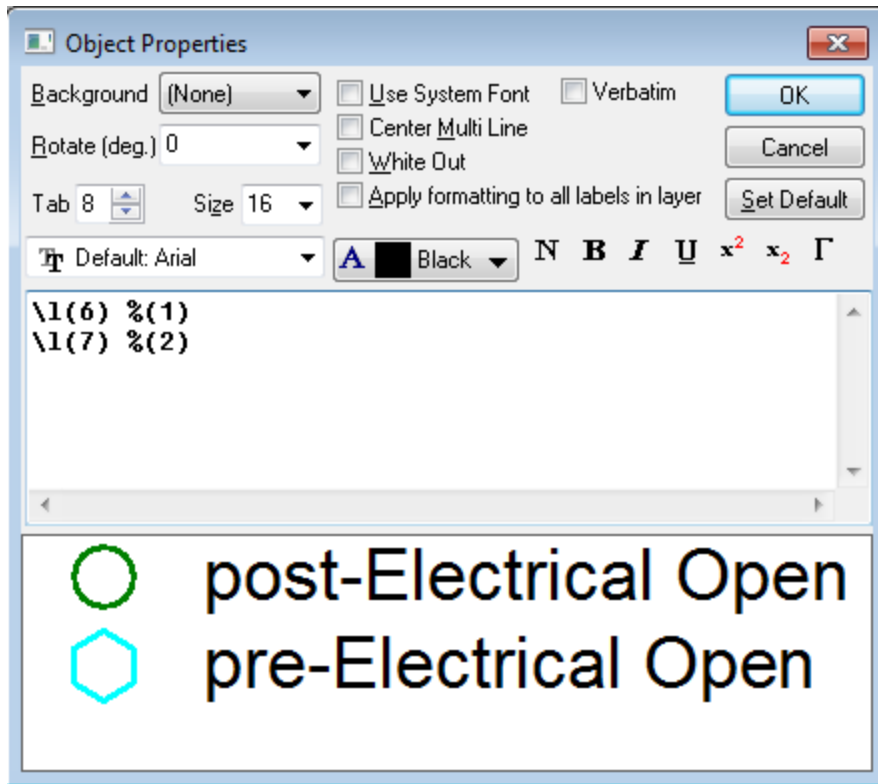 Object Properties
Background (None) Use System Font Verbatim OK
Rotate (deg.) 0 Center Multi Line Cancel
White Out
Tab 8 Size 16 Apply formatting to all labels in layer Set Default
Default: Arial A Black N B I U x² x₂ Γ
\l(6) %(1)
\l(7) %(2)
post-Electrical Open
pre-Electrical Open